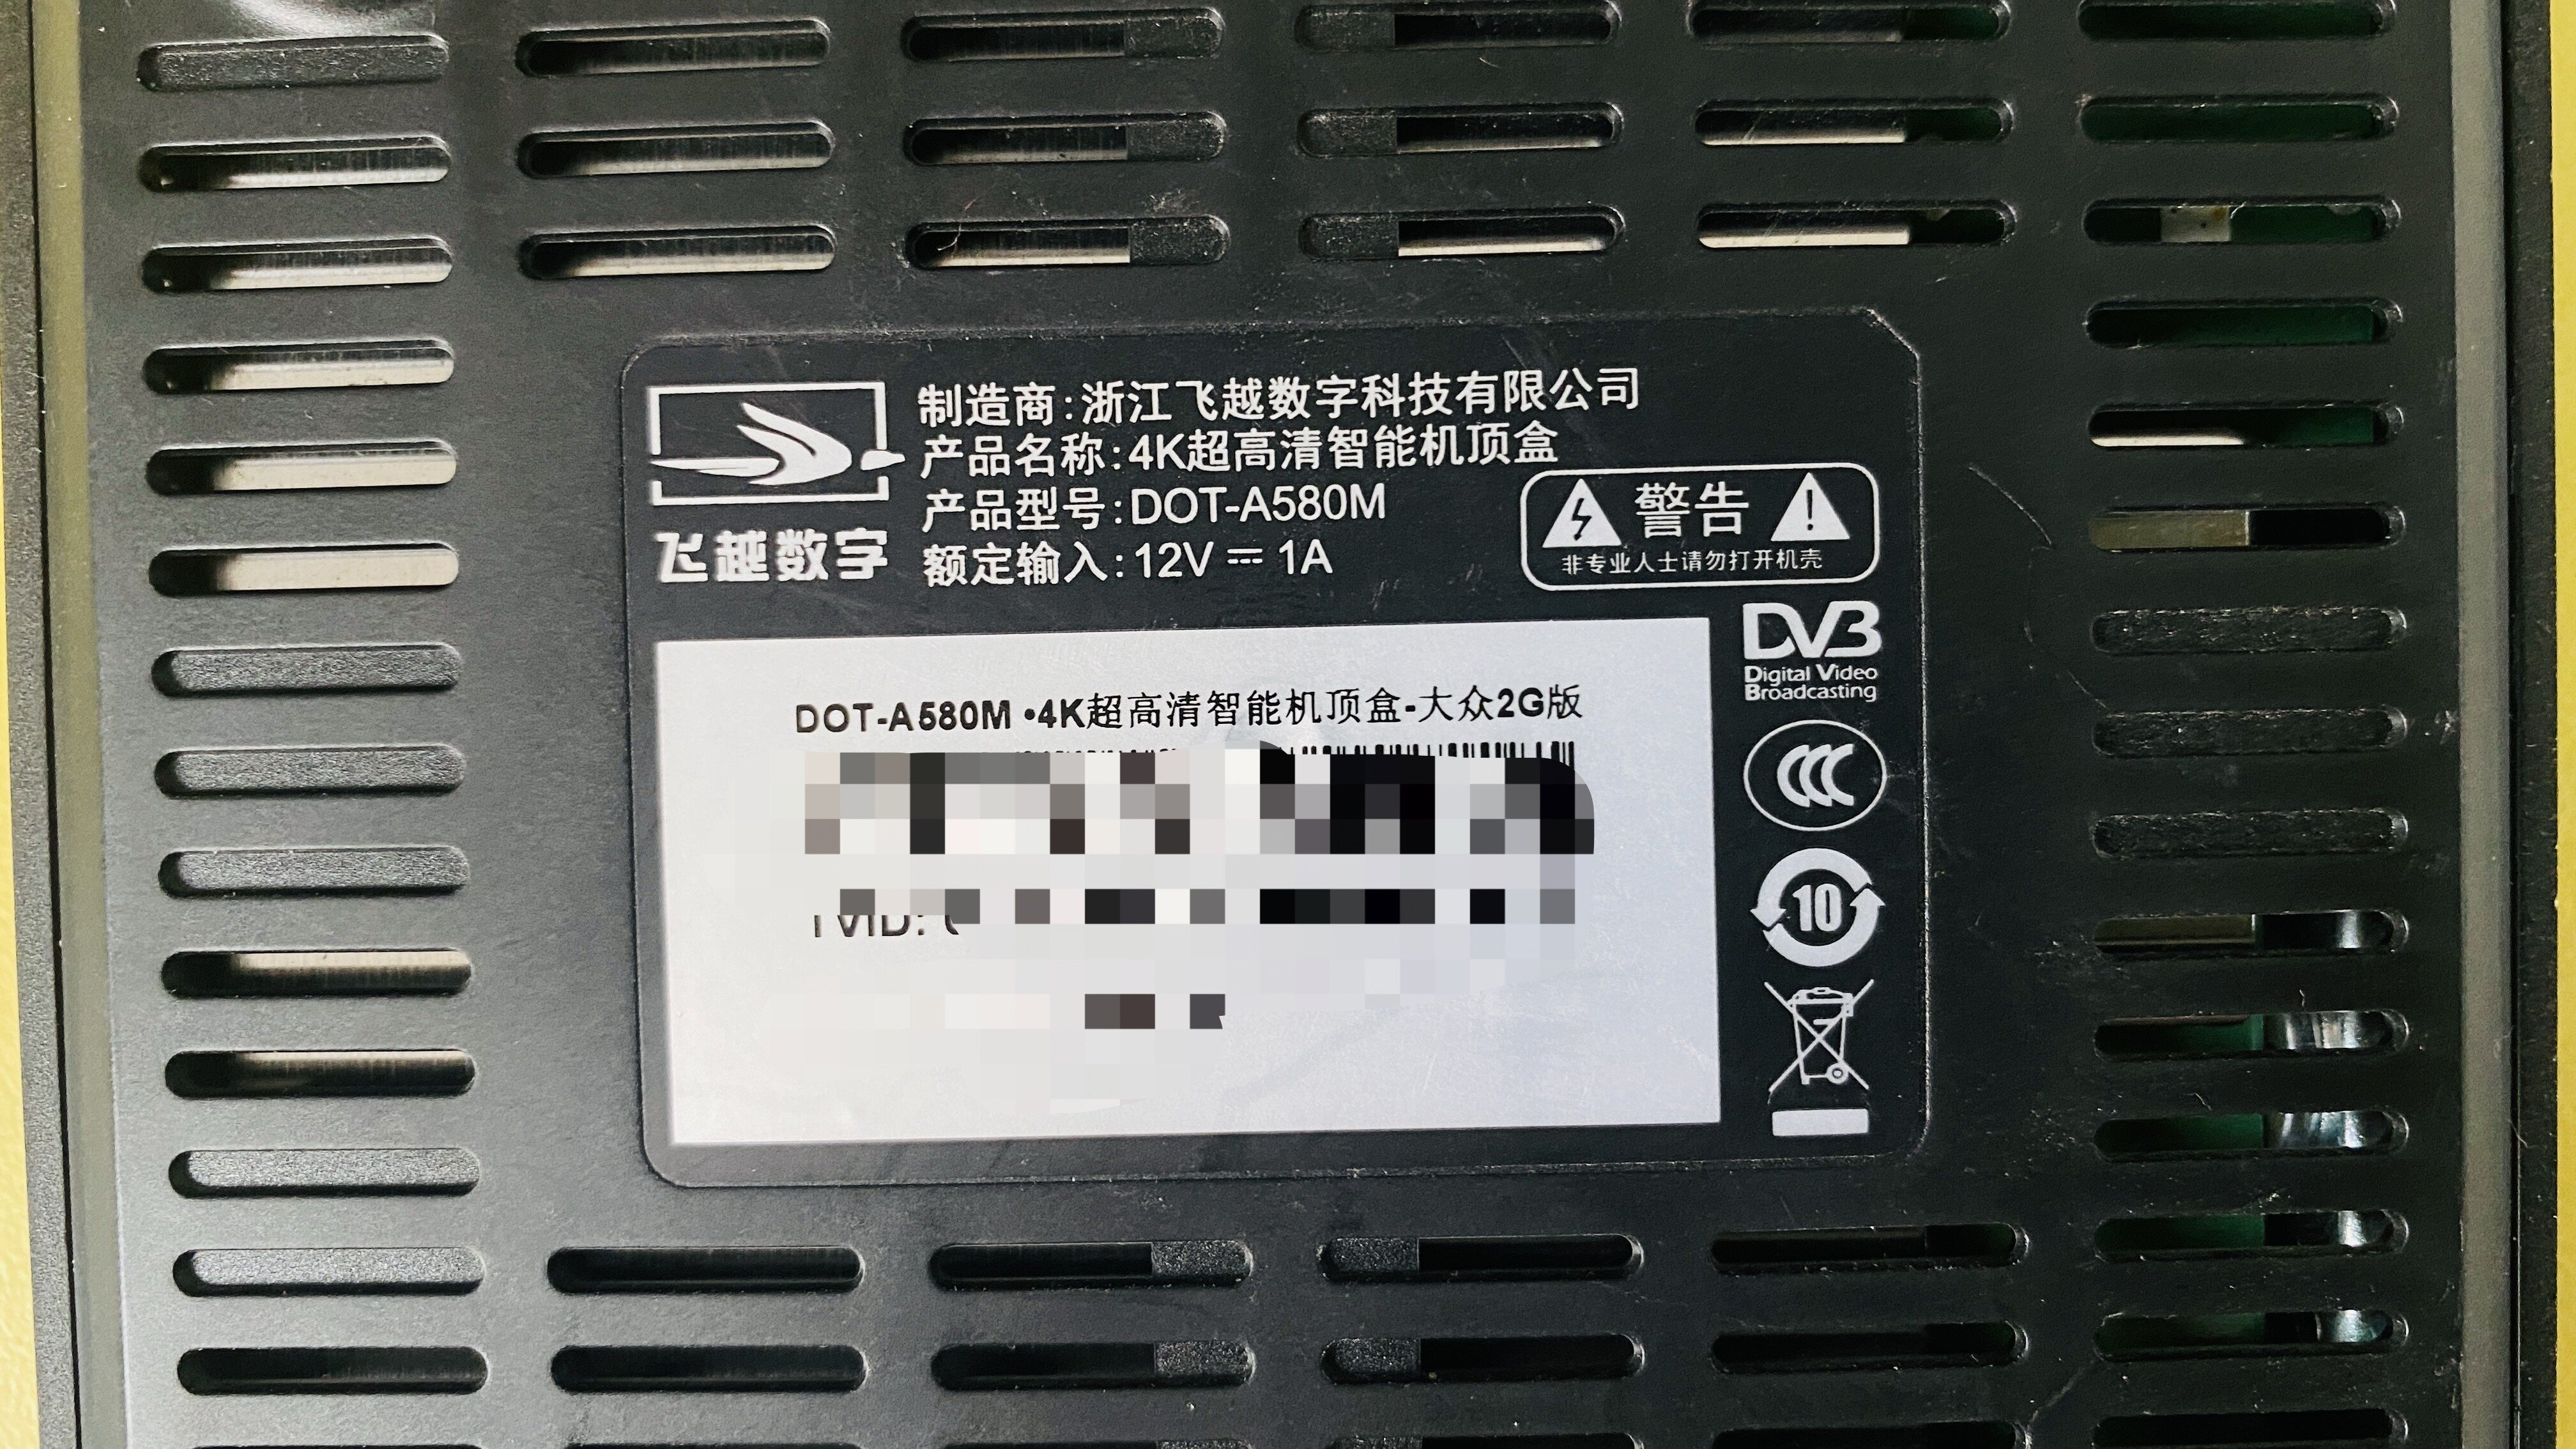 制造商:浙江飞越数字科技有限公司
产品名称:4K超高清智能机顶盒
产品型号:DOT-A580M
额定输入:12V ⎓ 1A
飞越数字
警告
非专业人士请勿打开机壳
DVB
Digital Video
Broadcasting
DOT-A580M •4K超高清智能机顶盒-大众2G版
TVID:
CCC
10